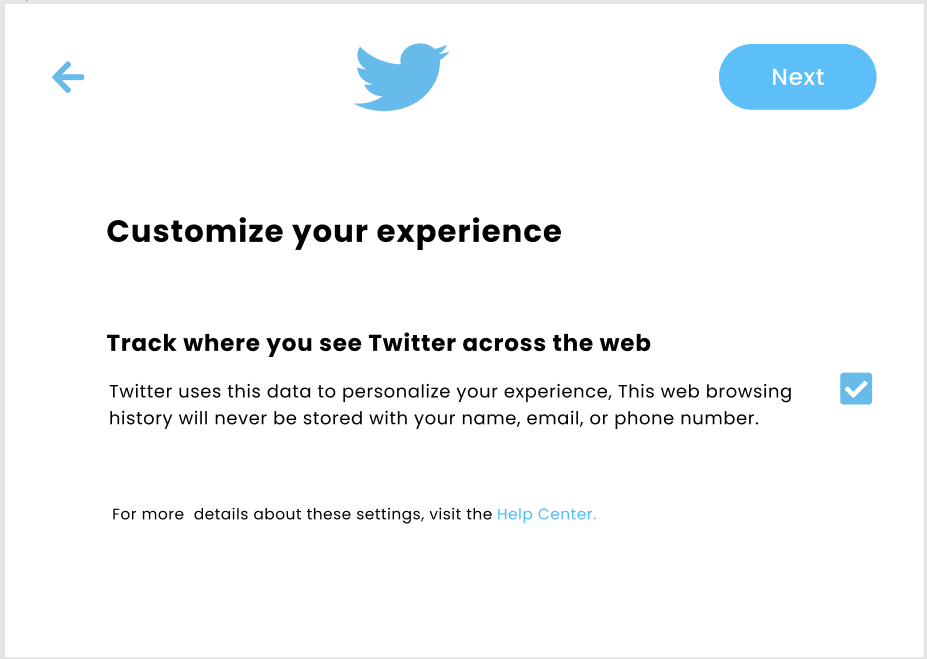 Next
Customize your experience
Track where you see Twitter across the web
Twitter uses this data to personalize your experience, This web browsing
history will never be stored with your name, email, or phone number.
For more  details about these settings, visit the Help Center.